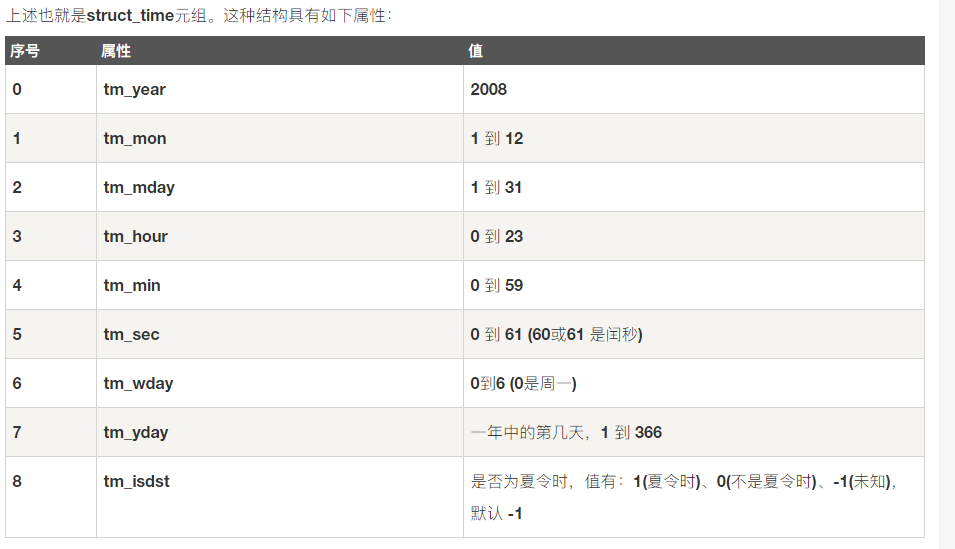 上述也就是struct_time元组。这种结构具有如下属性：
序号 属性 值
0 tm_year 2008
1 tm_mon 1 到 12
2 tm_mday 1 到 31
3 tm_hour 0 到 23
4 tm_min 0 到 59
5 tm_sec 0 到 61 (60或61 是闰秒)
6 tm_wday 0到6 (0是周一)
7 tm_yday 一年中的第几天，1 到 366
8 tm_isdst 是否为夏令时，值有：1(夏令时)、0(不是夏令时)、-1(未知)，
默认 -1